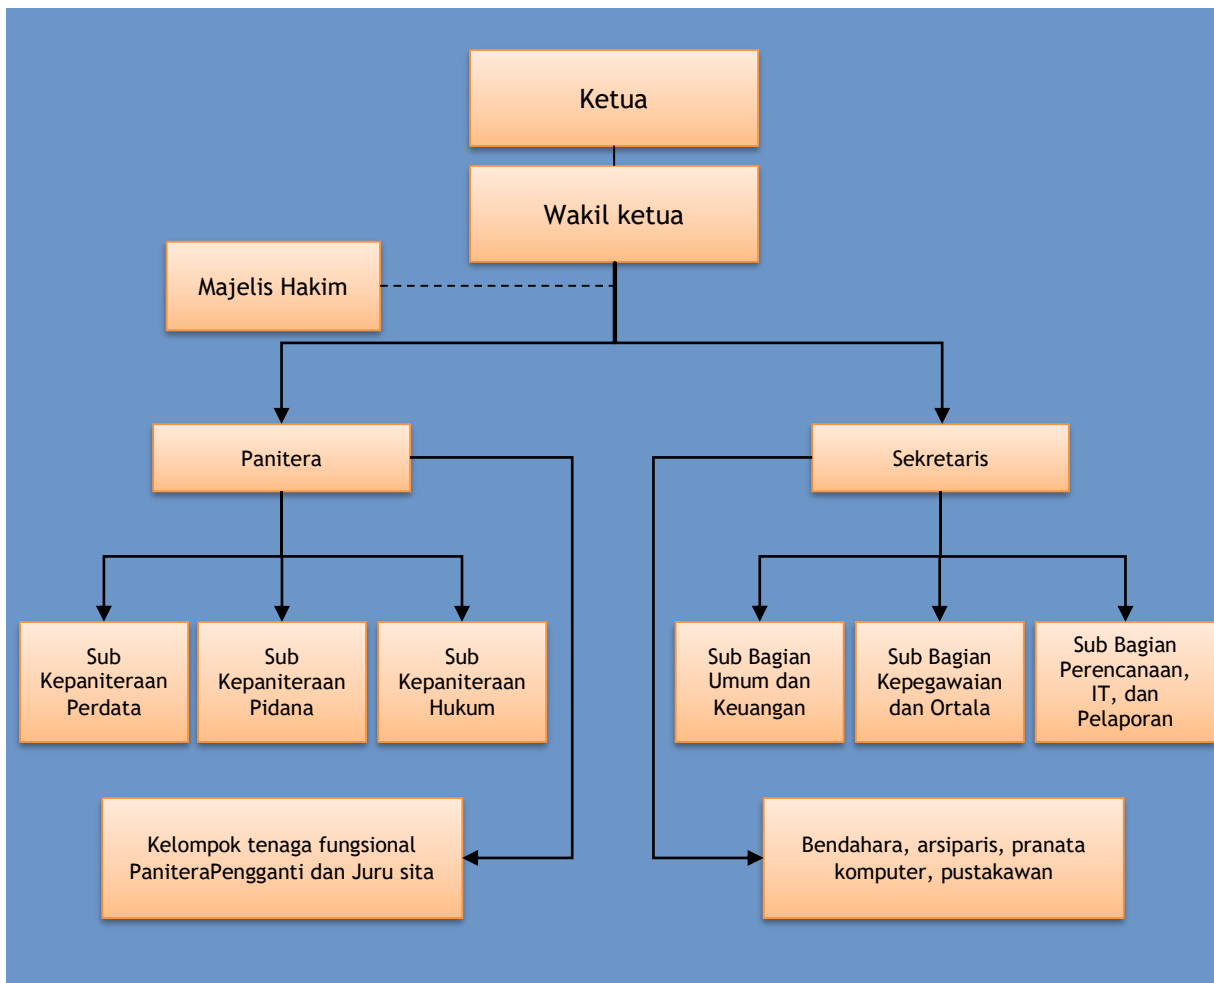 Ketua
Wakil ketua
Majelis Hakim
Panitera
Sekretaris
Sub
Kepaniteraan
Perdata
Sub
Kepaniteraan
Pidana
Sub
Kepaniteraan
Hukum
Sub Bagian
Umum dan
Keuangan
Sub Bagian
Kepegawaian
dan Ortala
Sub Bagian
Perencanaan,
IT, dan
Pelaporan
Kelompok tenaga fungsional
PaniteraPengganti dan Juru sita
Bendahara, arsiparis, pranata
komputer, pustakawan